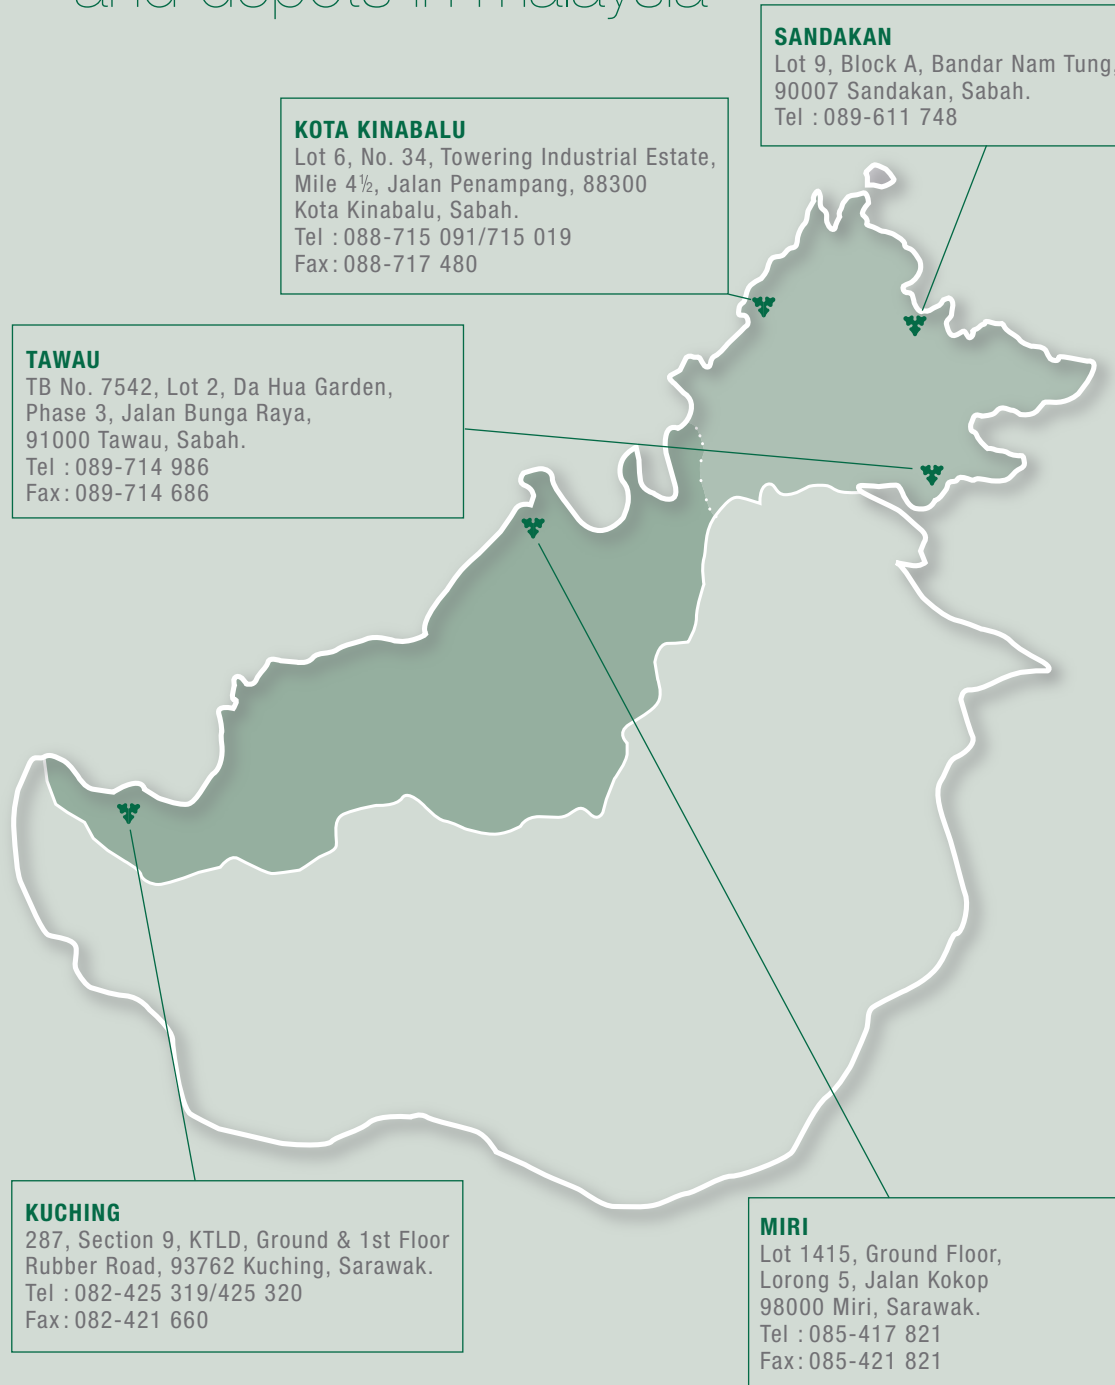 and depots in malaysia
SANDAKAN
Lot 9, Block A, Bandar Nam Tung,
90007 Sandakan, Sabah.
Tel : 089-611 748
KOTA KINABALU
Lot 6, No. 34, Towering Industrial Estate,
Mile 4½, Jalan Penampang, 88300
Kota Kinabalu, Sabah.
Tel : 088-715 091/715 019
Fax : 088-717 480
TAWAU
TB No. 7542, Lot 2, Da Hua Garden,
Phase 3, Jalan Bunga Raya,
91000 Tawau, Sabah.
Tel : 089-714 986
Fax : 089-714 686
KUCHING
287, Section 9, KTLD, Ground & 1st Floor
Rubber Road, 93762 Kuching, Sarawak.
Tel : 082-425 319/425 320
Fax : 082-421 660
MIRI
Lot 1415, Ground Floor,
Lorong 5, Jalan Kokop
98000 Miri, Sarawak.
Tel : 085-417 821
Fax : 085-421 821